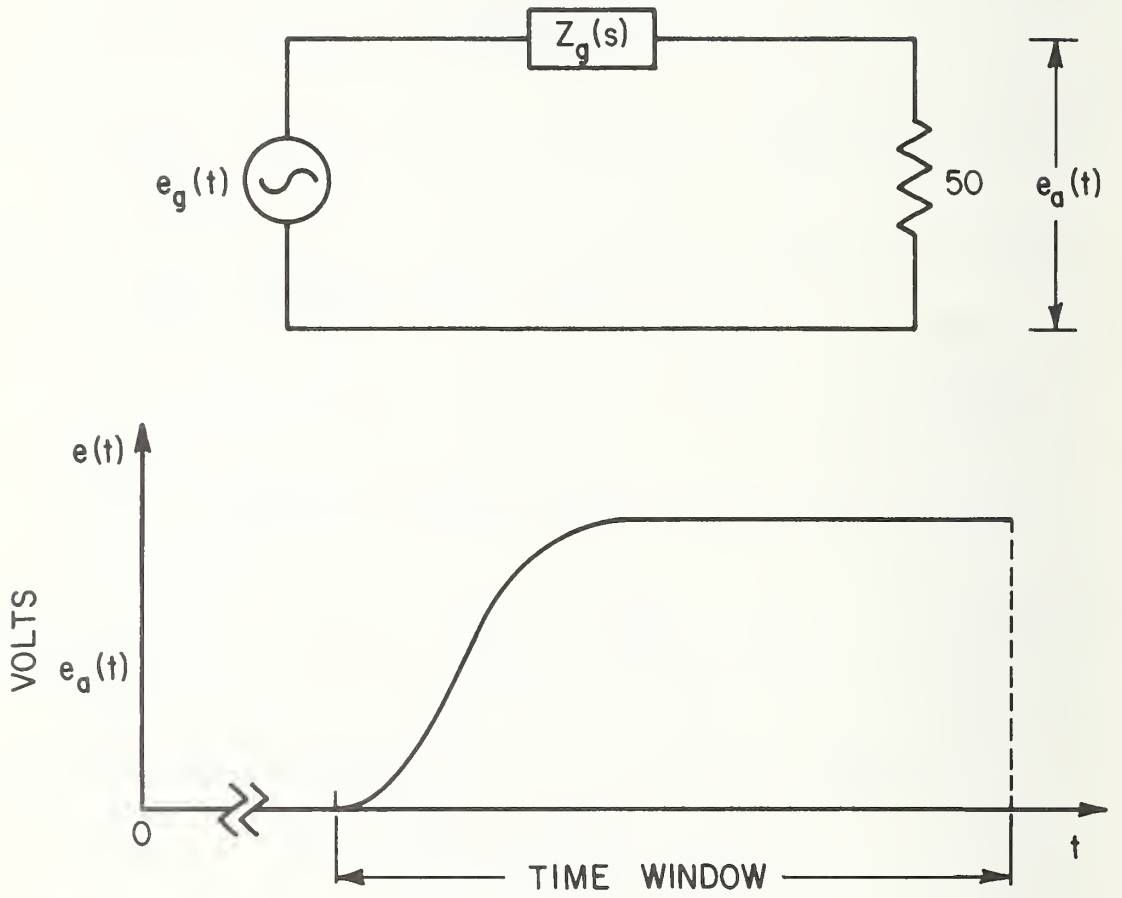 Z_g(s)
e_g(t)
50
e_a(t)
e(t)
VOLTS
e_a(t)
0
t
TIME WINDOW